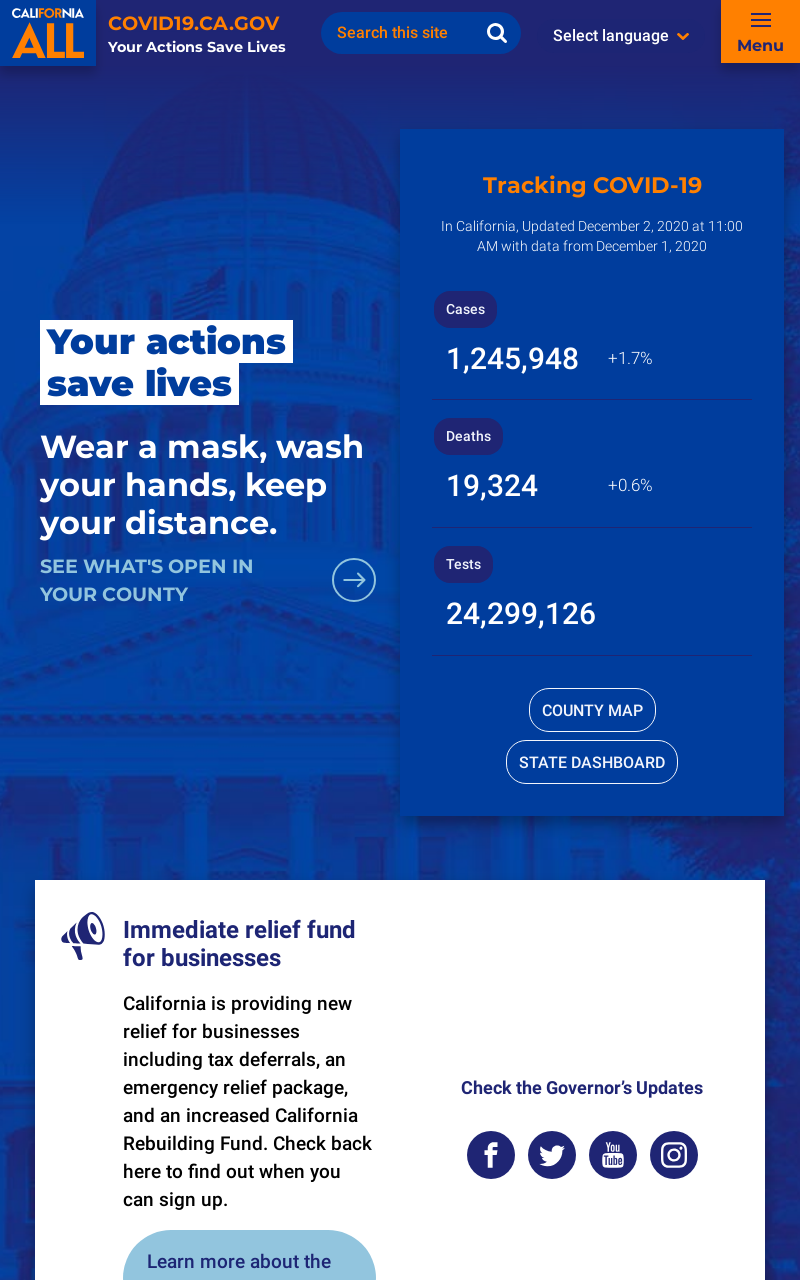 CALIFORNIA
ALL
COVID19.CA.GOV
Your Actions Save Lives
Search this site
Select language
Menu
Your actions
save lives
Wear a mask, wash
your hands, keep
your distance.
SEE WHAT'S OPEN IN
YOUR COUNTY
Tracking COVID-19
In California, Updated December 2, 2020 at 11:00
AM with data from December 1, 2020
Cases
1,245,948 +1.7%
Deaths
19,324 +0.6%
Tests
24,299,126
COUNTY MAP
STATE DASHBOARD
Immediate relief fund
for businesses
California is providing new
relief for businesses
including tax deferrals, an
emergency relief package,
and an increased California
Rebuilding Fund. Check back
here to find out when you
can sign up.
Learn more about the
Check the Governor’s Updates
You
Tube